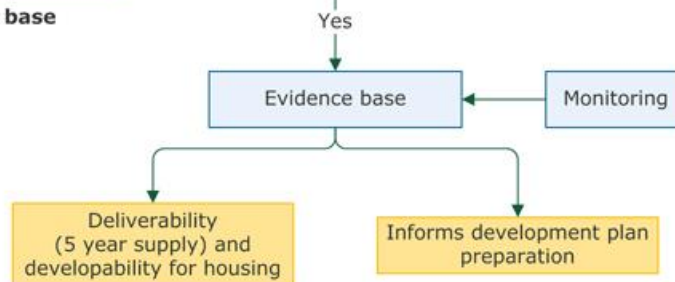 base
Yes
Evidence base
Monitoring
Deliverability
(5 year supply) and
developability for housing
Informs development plan
preparation